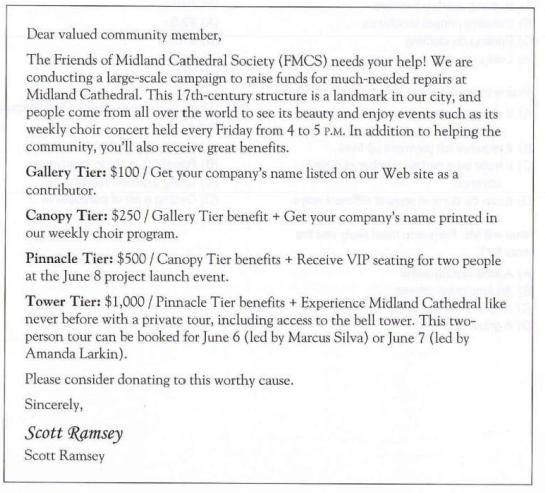 Dear valued community member,
The Friends of Midland Cathedral Society (FMCS) needs your help! We are
conducting a large-scale campaign to raise funds for much-needed repairs at
Midland Cathedral. This 17th-century structure is a landmark in our city, and
people come from all over the world to see its beauty and enjoy events such as its
weekly choir concert held every Friday from 4 to 5 P.M. In addition to helping the
community, you'll also receive great benefits.
Gallery Tier: $100 / Get your company's name listed on our Web site as a
contributor.
Canopy Tier: $250 / Gallery Tier benefit + Get your company's name printed in
our weekly choir program.
Pinnacle Tier: $500 / Canopy Tier benefits + Receive VIP seating for two people
at the June 8 project launch event.
Tower Tier: $1,000 / Pinnacle Tier benefits + Experience Midland Cathedral like
never before with a private tour, including access to the bell tower. This two-
person tour can be booked for June 6 (led by Marcus Silva) or June 7 (led by
Amanda Larkin).
Please consider donating to this worthy cause.
Sincerely,
Scott Ramsey
Scott Ramsey